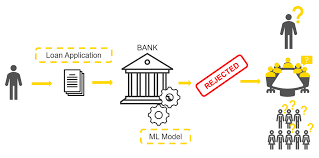 Loan Application
BANK
REJECTED
ML Model
?
?
? ? ?